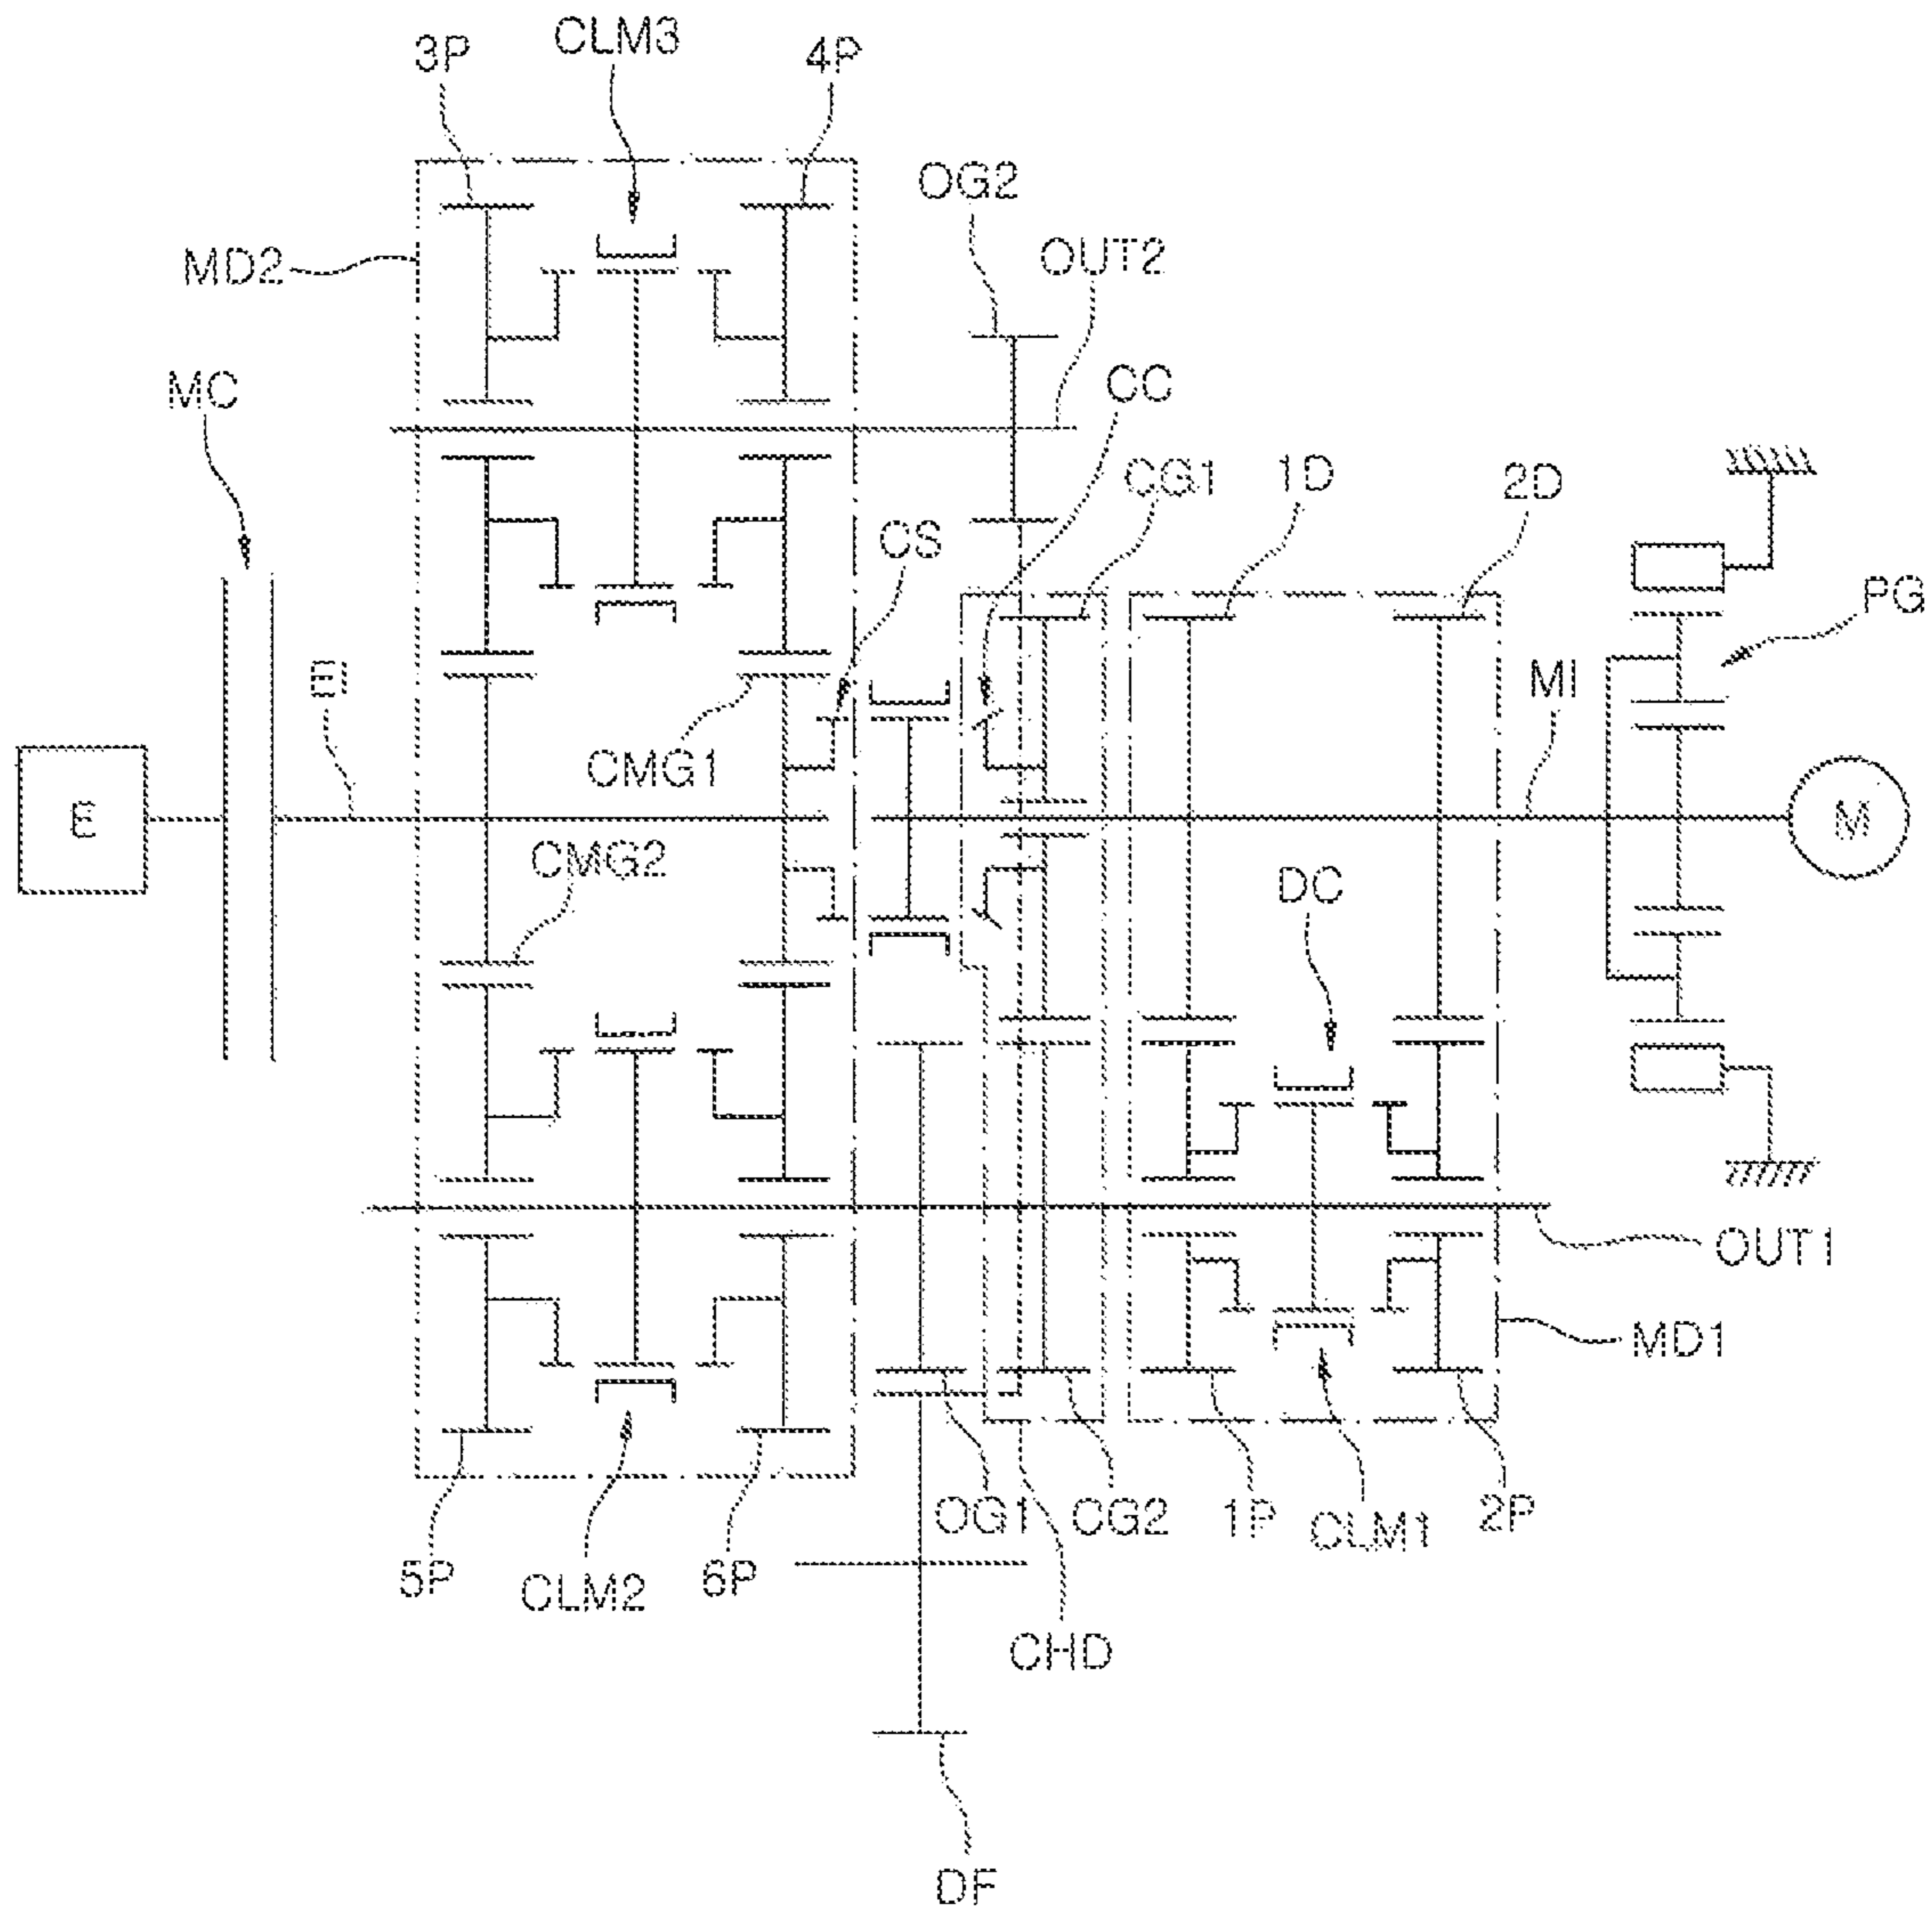 CLM3
3P
4P
OG2
MD2
OUT2
MC
CC
CG1
1D
2D
CS
PG
EI
MI
CMG1
E
M
CMG2
DC
OUT1
MD1
OG1
CG2
1P
CLM1
2P
5P
CLM2
6P
CHD
DF